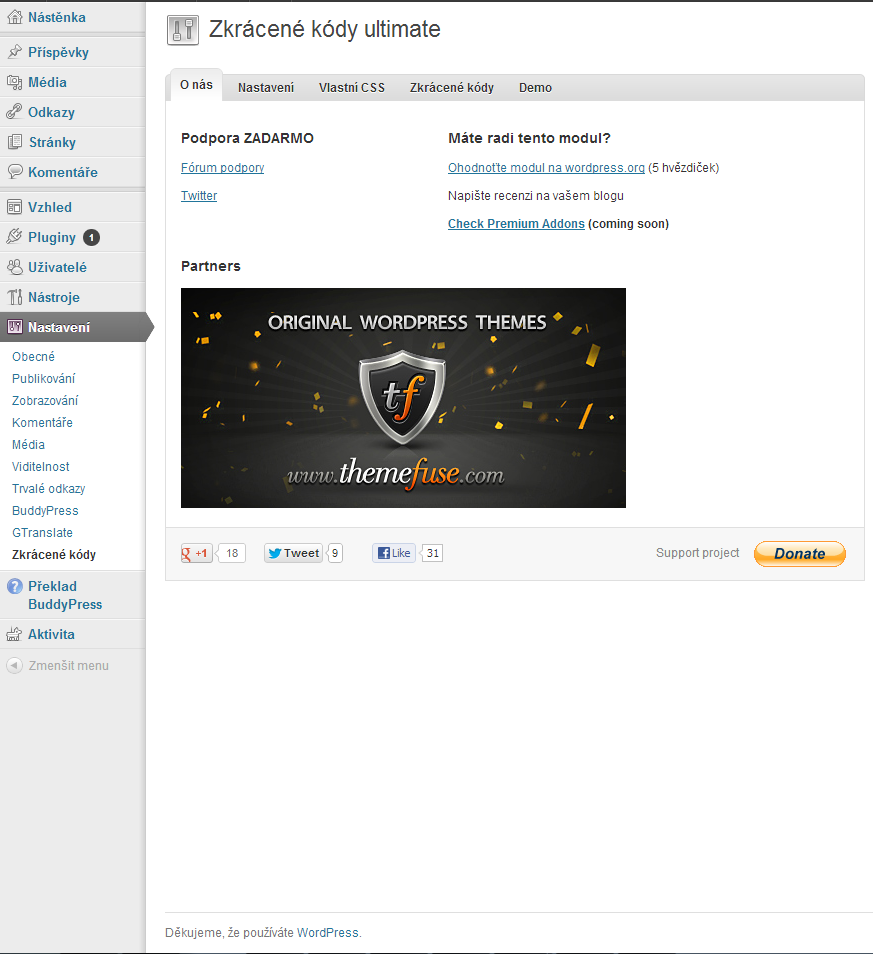 Nástěnka
Příspěvky
Média
Odkazy
Stránky
Komentáře
Vzhled
Pluginy 1
Uživatelé
Nástroje
Nastavení
Obecné
Publikování
Zobrazování
Komentáře
Média
Viditelnost
Trvalé odkazy
BuddyPress
GTranslate
Zkrácené kódy
? Překlad
BuddyPress
Aktivita
Zmenšit menu
Zkrácené kódy ultimate
O nás Nastavení Vlastní CSS Zkrácené kódy Demo
Podpora ZADARMO
Fórum podpory
Twitter
Máte radi tento modul?
Ohodnoťte modul na wordpress.org (5 hvězdiček)
Napište recenzi na vašem blogu
Check Premium Addons (coming soon)
Partners
ORIGINAL WORDPRESS THEMES
tf
www.themefuse.com
g +1 18 Tweet 9 f Like 31 Support project Donate
Děkujeme, že používáte WordPress.